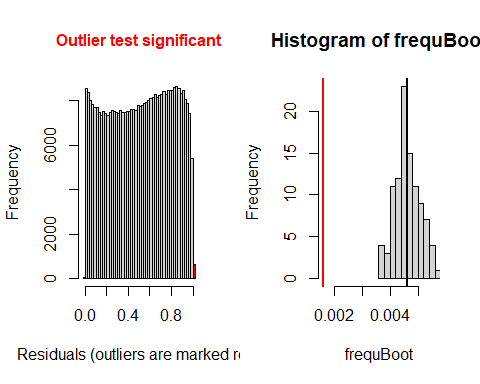 Outlier test significant
Frequency
0
2000
6000
0.0
0.4
0.8
Residuals (outliers are marked re
Histogram of frequBoo
Frequency
0
5
10
15
20
0.002
0.004
frequBoot